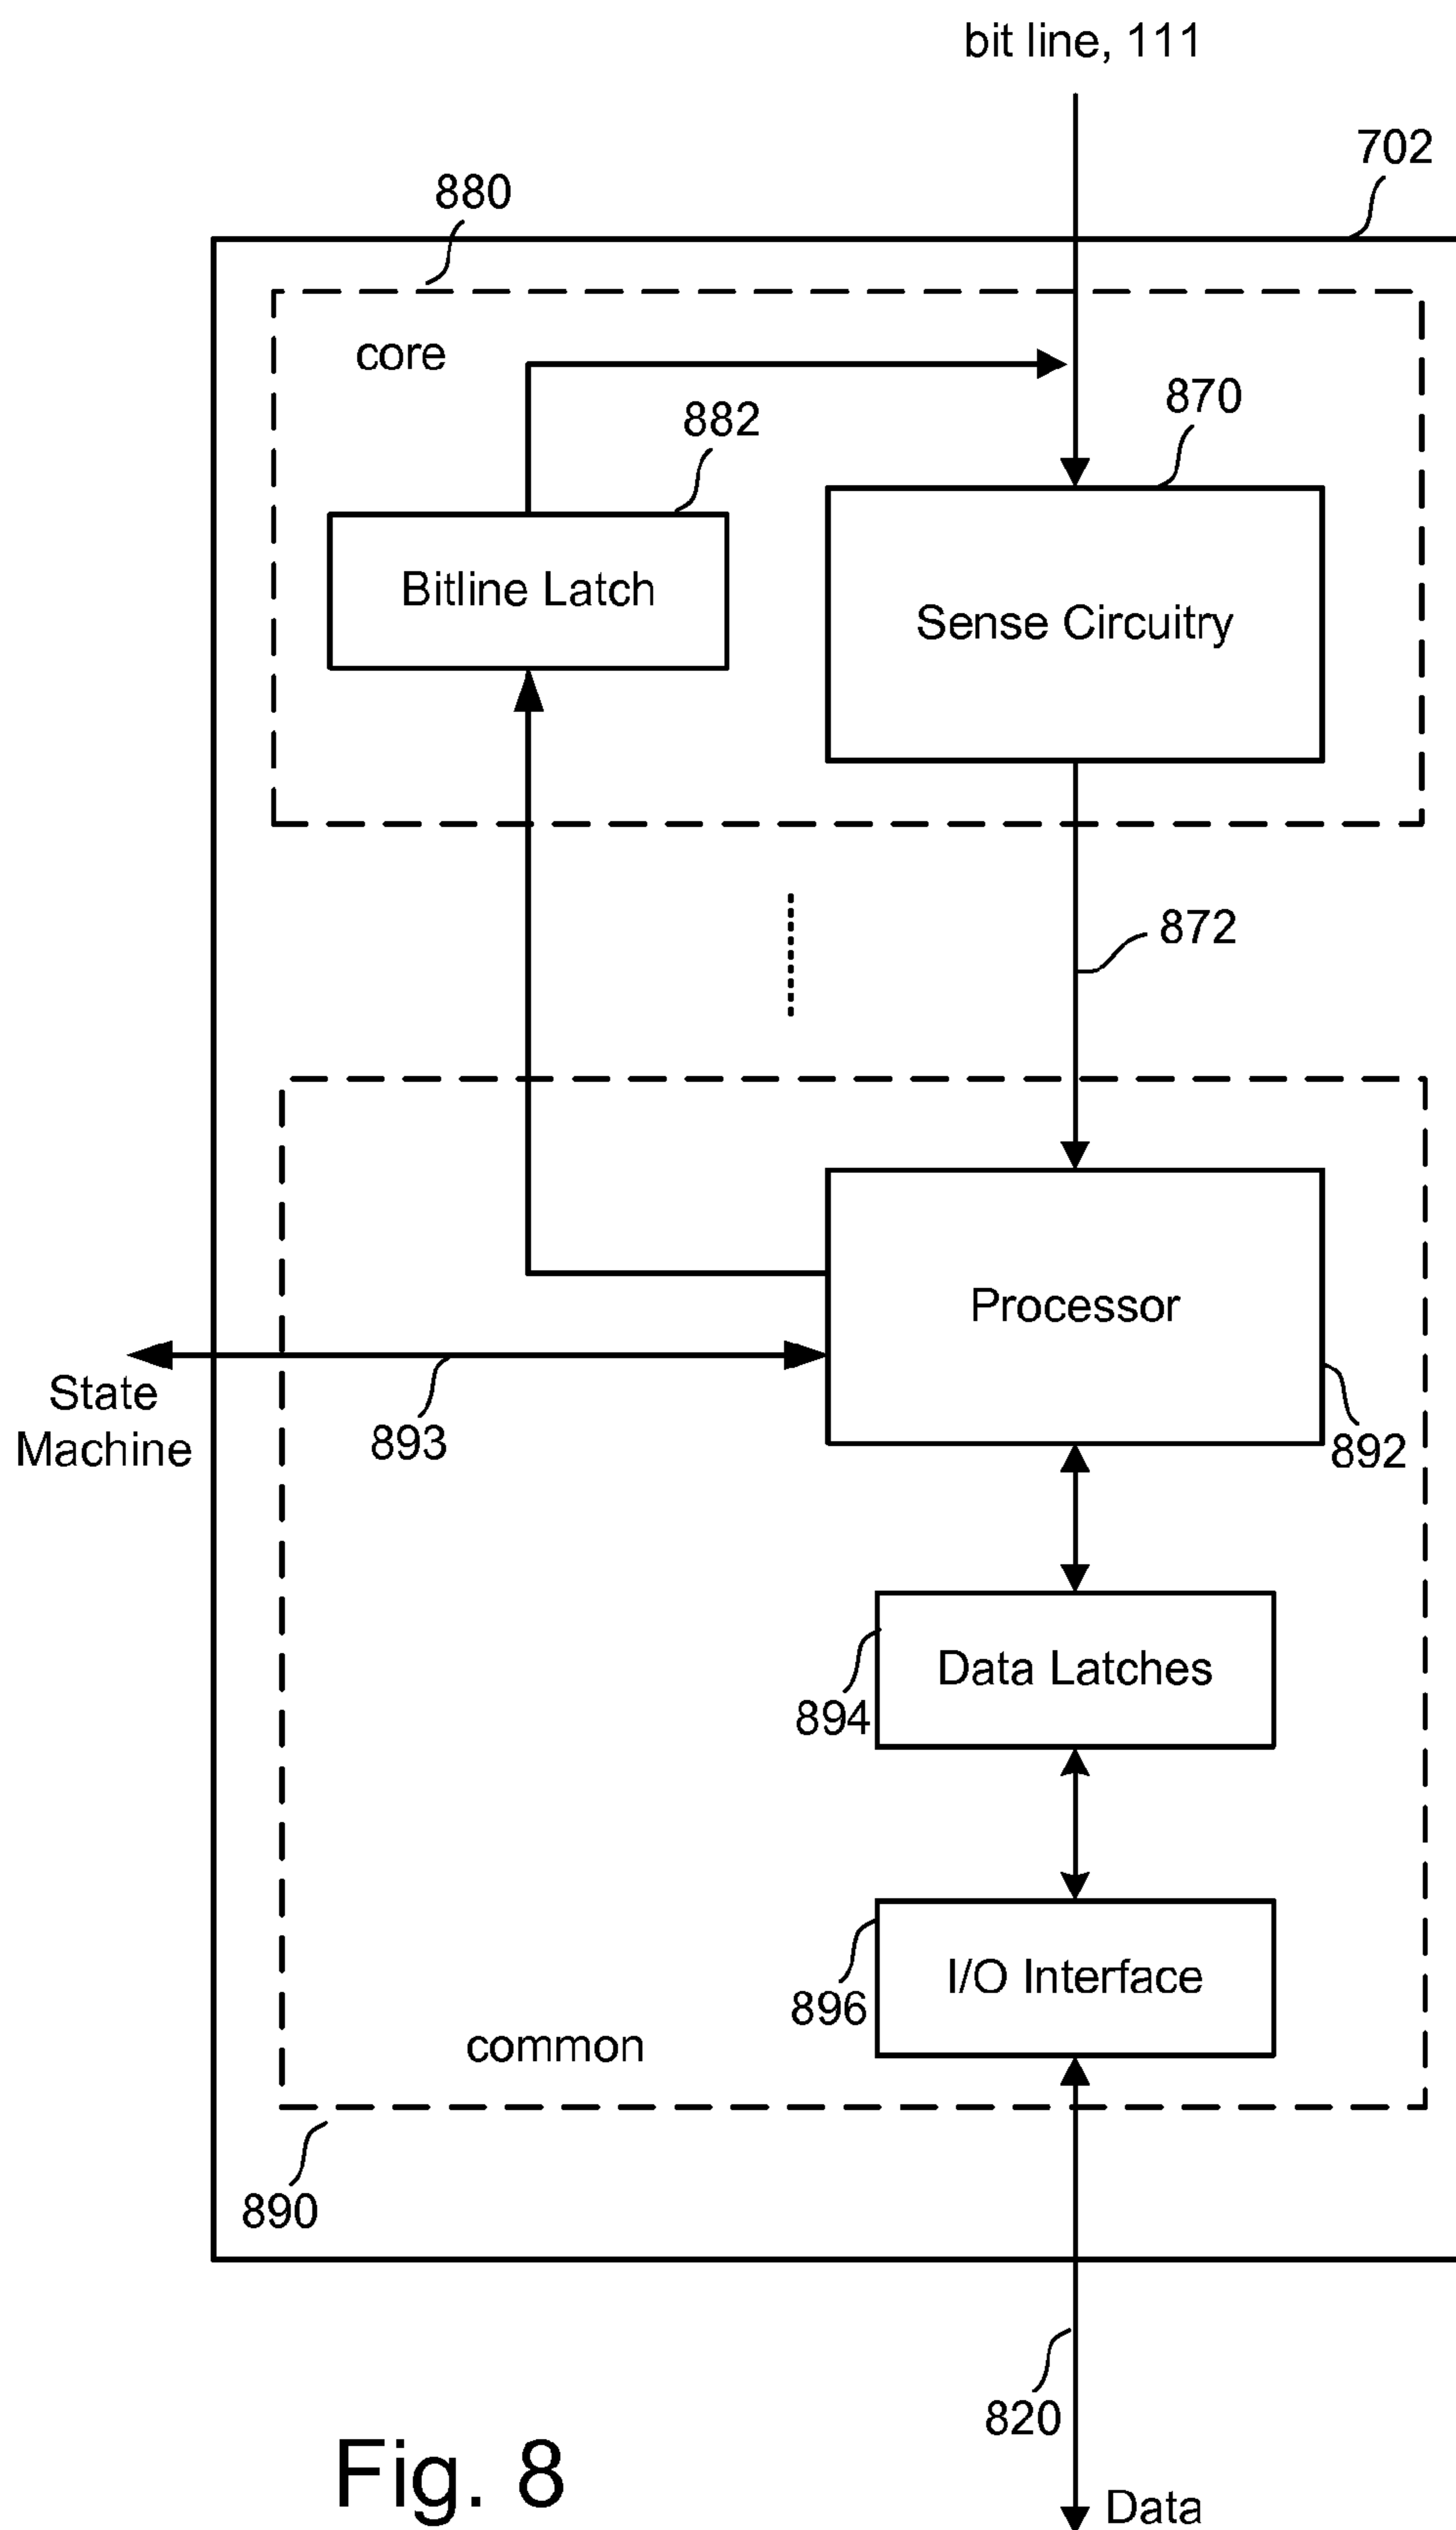 bit line, 111
702
880
core
870
882
Bitline Latch
Sense Circuitry
872
Processor
State
Machine
893
892
Data Latches
894
I/O Interface
896
common
890
820
Fig. 8
Data